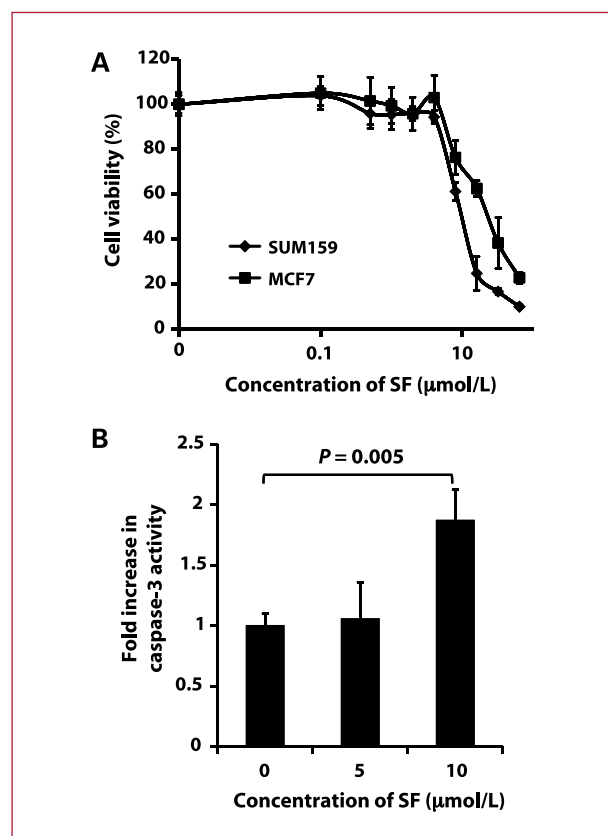 A
120
100
80
60
40
20
0
Cell viability (%)
SUM159
MCF7
0 0.1 10
Concentration of SF (μmol/L)
B
2.5
2
1.5
1
0.5
0
Fold increase in
caspase-3 activity
P = 0.005
0 5 10
Concentration of SF (μmol/L)